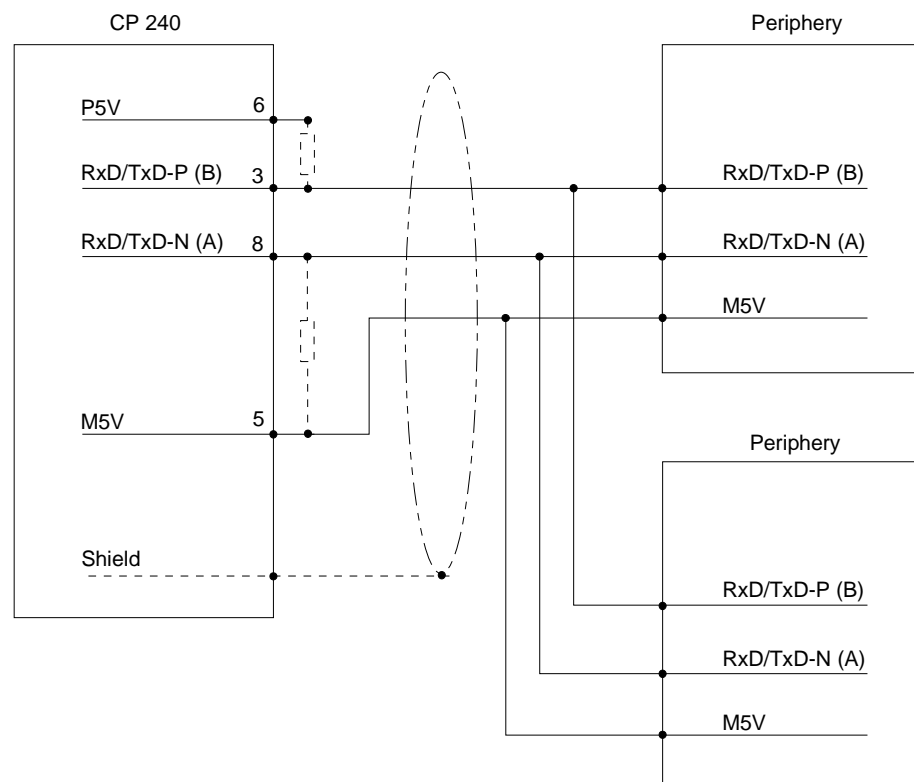 CP 240
Periphery
P5V 6
RxD/TxD-P (B) 3
RxD/TxD-N (A) 8
M5V 5
Shield
RxD/TxD-P (B)
RxD/TxD-N (A)
M5V
Periphery
RxD/TxD-P (B)
RxD/TxD-N (A)
M5V